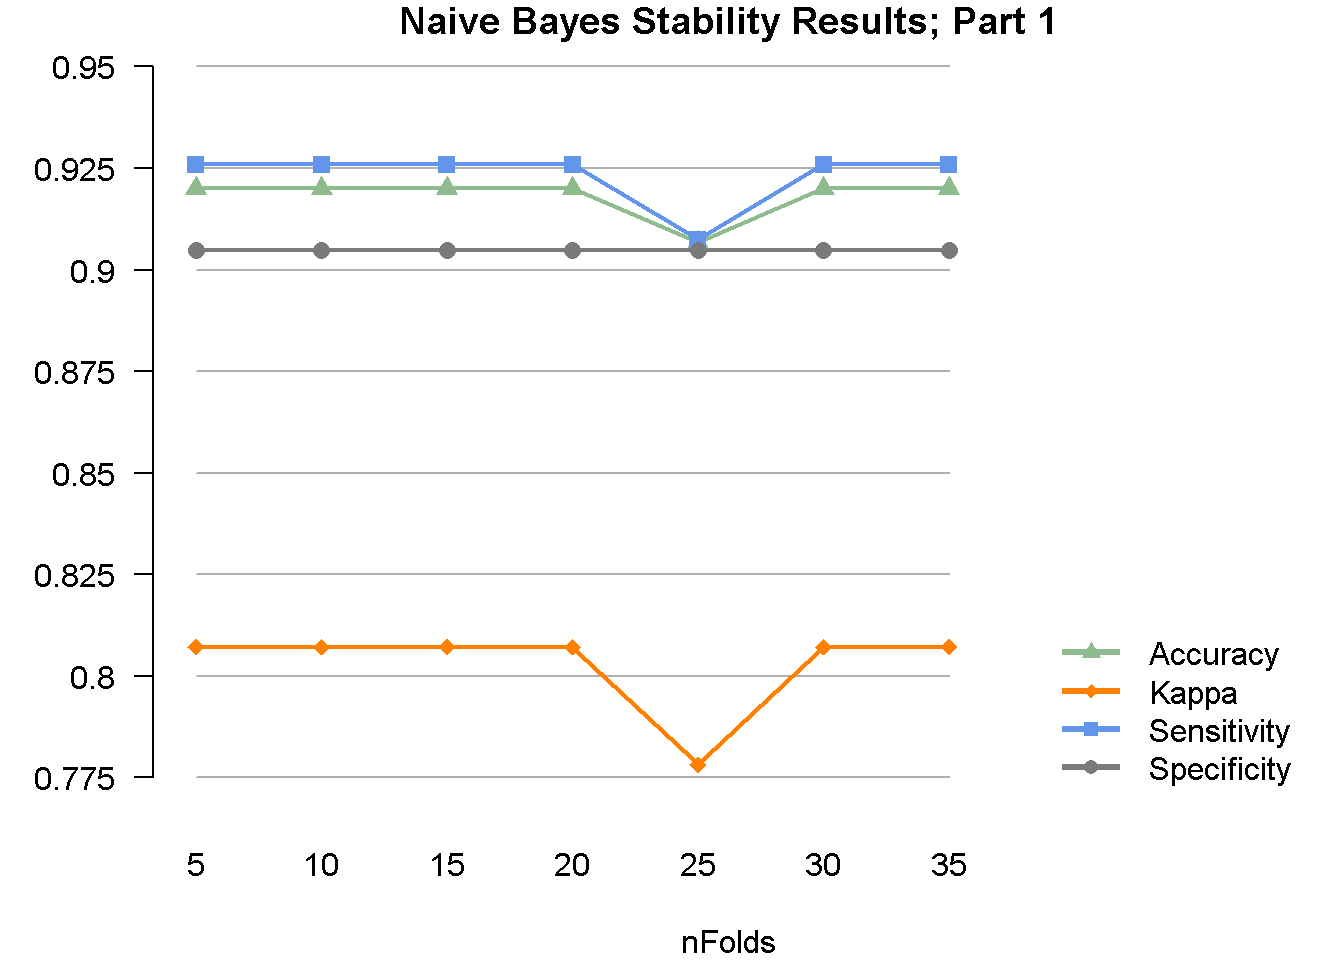 Naive Bayes Stability Results; Part 1
0.95
0.925
0.9
0.875
0.85
0.825
0.8
0.775
Accuracy
Kappa
Sensitivity
Specificity
5 10 15 20 25 30 35
nFolds